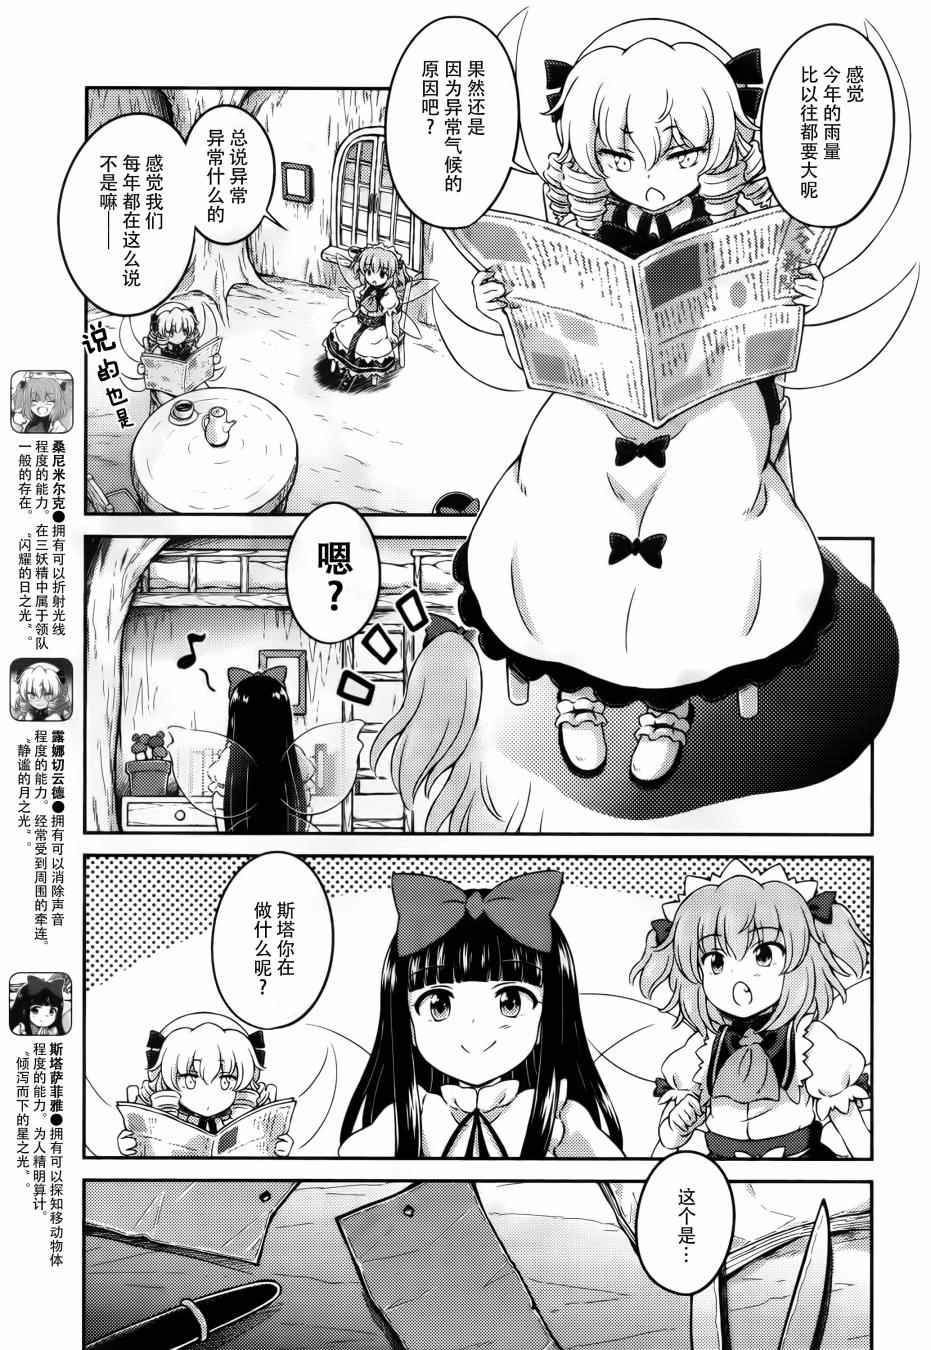 感觉
今年的雨量
比以往都要大呢
果然还是
因为异常气候的
原因吧？
总说异常
异常什么的
感觉我们
每年都在这么说
不是嘛——
说的也是
嗯？
斯塔你在
做什么呢？
这个是…
桑尼米尔克●拥有可以折射光线
程度的能力。在三妖精中属于领队
一般的存在。“闪耀的日之光”。
露娜切云德●拥有可以消除声音
程度的能力。经常受到周围的牵连。
“静谧的月之光”。
斯塔萨菲雅●拥有可以探知移动物体
程度的能力。为人精明算计。
“倾泻而下的星之光”。